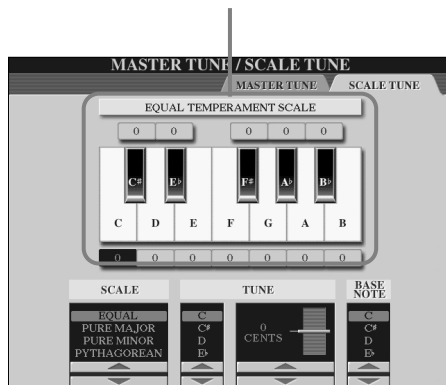 MASTER TUNE / SCALE TUNE
MASTER TUNE SCALE TUNE
EQUAL TEMPERAMENT SCALE
0 0 0 0 0
C# E♭ F# A♭ B♭
C D E F G A B
0 0 0 0 0 0 0
SCALE TUNE BASE NOTE
EQUAL C 0 CENTS C
PURE MAJOR C# C#
PURE MINOR D D
PYTHAGOREAN E♭ E♭